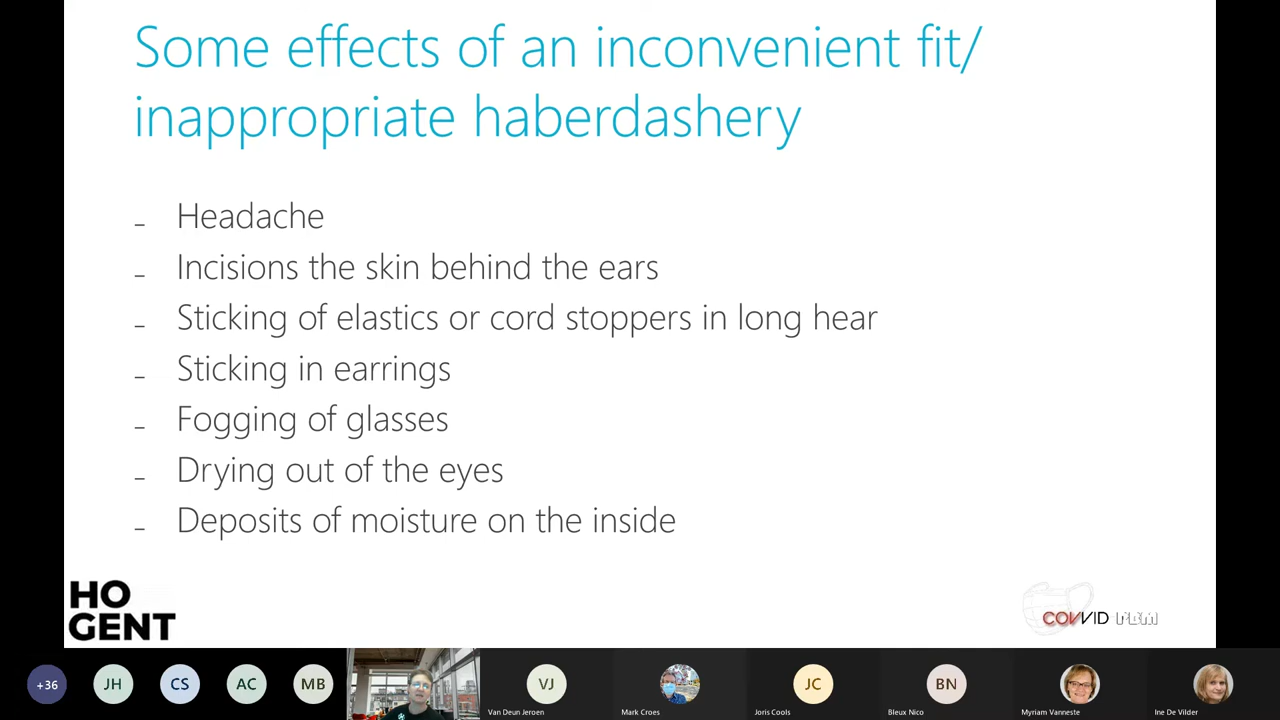 Some effects of an inconvenient fit/
inappropriate haberdashery
– Headache
– Incisions the skin behind the ears
– Sticking of elastics or cord stoppers in long hear
– Sticking in earrings
– Fogging of glasses
– Drying out of the eyes
– Deposits of moisture on the inside
HO
GENT
COVVID PBM
+36
JH
CS
AC
MB
VJ
JC
BN
Van Deun Jeroen
Mark Croes
Joris Cools
Bleux Nico
Myriam Vanneste
Ine De Vilder